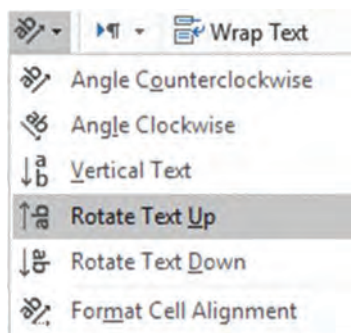 Wrap Text
Angle Counterclockwise
Angle Clockwise
Vertical Text
Rotate Text Up
Rotate Text Down
Format Cell Alignment